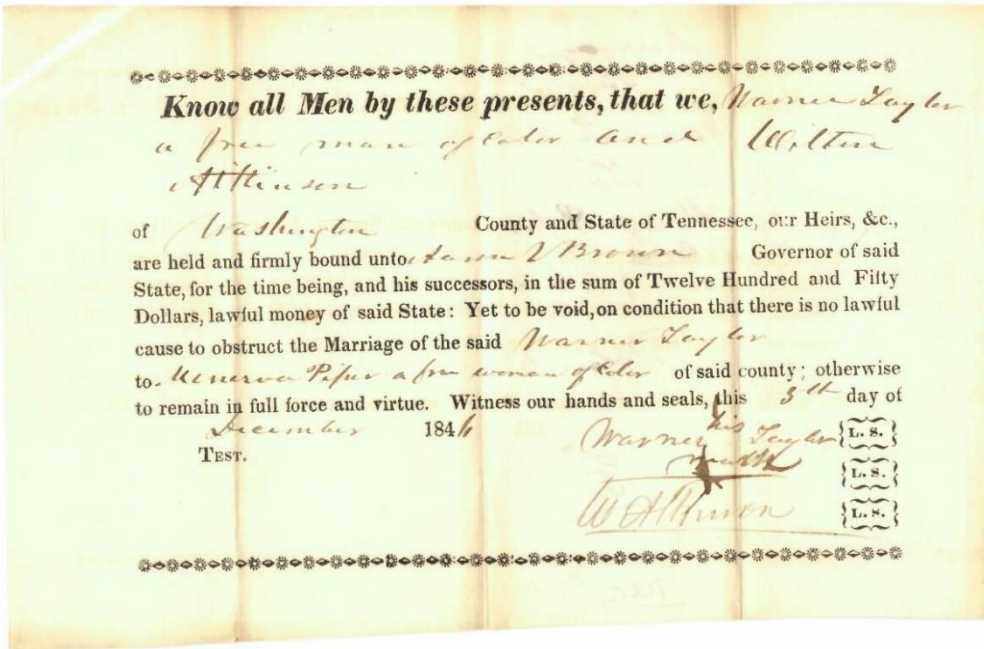 Know all Men by these presents, that we, Warner Taylor
a free man of Color and Wilton
Atkinson
of Washington County and State of Tennessee, our Heirs, &c.,
are held and firmly bound unto Aaron V Brown Governor of said
State, for the time being, and his successors, in the sum of Twelve Hundred and Fifty
Dollars, lawful money of said State: Yet to be void, on condition that there is no lawful
cause to obstruct the Marriage of the said Warner Taylor
to Menerva Pifer a free woman of Color of said county; otherwise
to remain in full force and virtue. Witness our hands and seals, this 5th day of
December 1846
his
Warner Taylor {L. S.}
TEST.
mark {L. S.}
W Atkinson {L. S.}